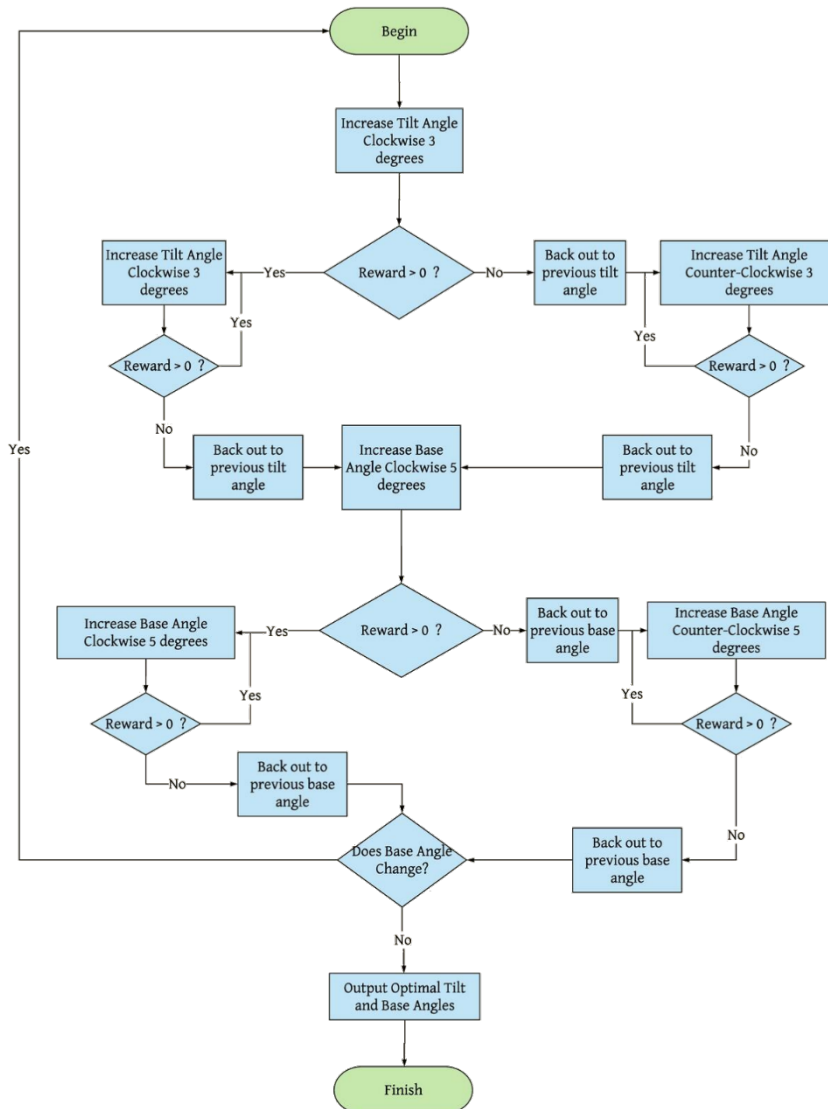 Begin
Increase Tilt Angle
Clockwise 3
degrees
Increase Tilt Angle
Clockwise 3
degrees
Yes
Reward > 0 ?
No
Back out to
previous tilt
angle
Increase Tilt Angle
Counter-Clockwise 3
degrees
Yes
Yes
Reward > 0 ?
Reward > 0 ?
No
No
Yes
Back out to
previous tilt
angle
Increase Base
Angle Clockwise 5
degrees
Back out to
previous tilt
angle
Increase Base Angle
Clockwise 5 degrees
Yes
Reward > 0 ?
No
Back out to
previous base
angle
Increase Base Angle
Counter-Clockwise 5
degrees
Yes
Yes
Reward > 0 ?
Reward > 0 ?
No
Back out to
previous base
angle
No
Does Base Angle
Change?
Back out to
previous base
angle
No
Output Optimal Tilt
and Base Angles
Finish